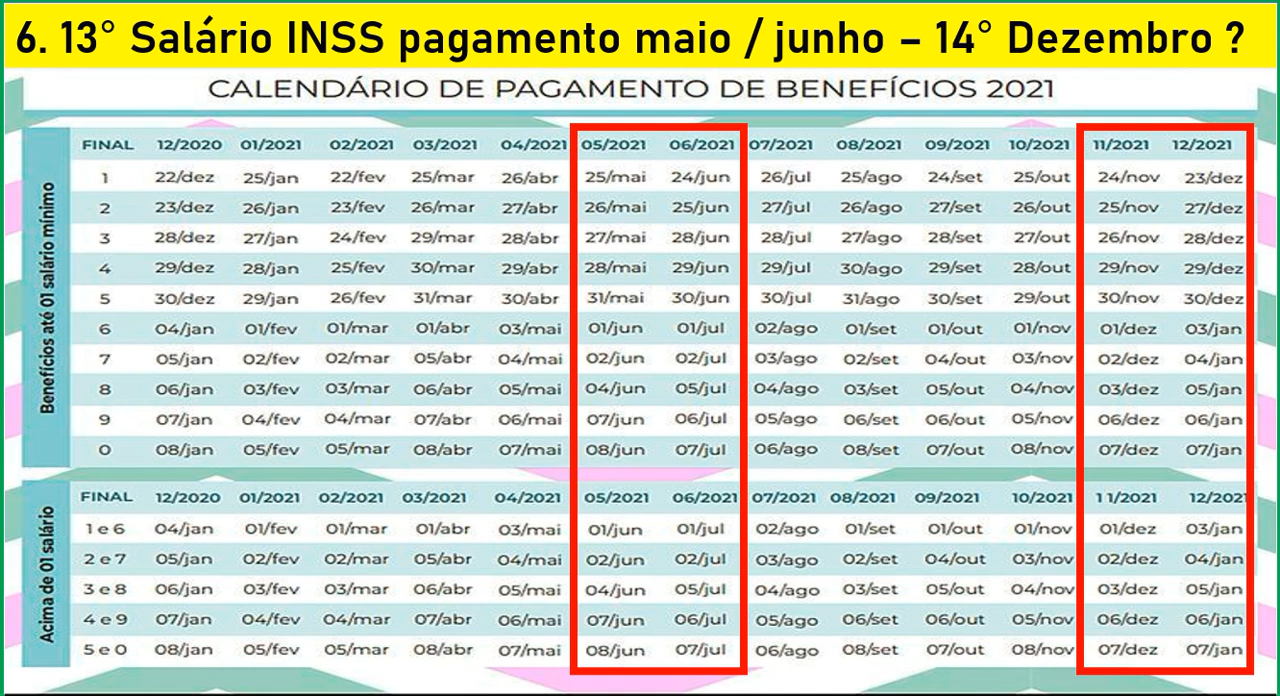 6. 13° Salário INSS pagamento maio / junho – 14° Dezembro ?
CALENDÁRIO DE PAGAMENTO DE BENEFÍCIOS 2021
Benefícios até 01 salário mínimo
FINAL 12/2020 01/2021 02/2021 03/2021 04/2021 05/2021 06/2021 07/2021 08/2021 09/2021 10/2021 11/2021 12/2021
1 22/dez 25/jan 22/fev 25/mar 26/abr 25/mai 24/jun 26/jul 25/ago 24/set 25/out 24/nov 23/dez
2 23/dez 26/jan 23/fev 26/mar 27/abr 26/mai 25/jun 27/jul 26/ago 27/set 26/out 25/nov 27/dez
3 28/dez 27/jan 24/fev 29/mar 28/abr 27/mai 28/jun 28/jul 27/ago 28/set 27/out 26/nov 28/dez
4 29/dez 28/jan 25/fev 30/mar 29/abr 28/mai 29/jun 29/jul 30/ago 29/set 28/out 29/nov 29/dez
5 30/dez 29/jan 26/fev 31/mar 30/abr 31/mai 30/jun 30/jul 31/ago 30/set 29/out 30/nov 30/dez
6 04/jan 01/fev 01/mar 01/abr 03/mai 01/jun 01/jul 02/ago 01/set 01/out 01/nov 01/dez 03/jan
7 05/jan 02/fev 02/mar 05/abr 04/mai 02/jun 02/jul 03/ago 02/set 04/out 03/nov 02/dez 04/jan
8 06/jan 03/fev 03/mar 06/abr 05/mai 04/jun 05/jul 04/ago 03/set 05/out 04/nov 03/dez 05/jan
9 07/jan 04/fev 04/mar 07/abr 06/mai 07/jun 06/jul 05/ago 06/set 06/out 05/nov 06/dez 06/jan
0 08/jan 05/fev 05/mar 08/abr 07/mai 08/jun 07/jul 06/ago 08/set 07/out 08/nov 07/dez 07/jan
Acima de 01 salário
FINAL 12/2020 01/2021 02/2021 03/2021 04/2021 05/2021 06/2021 07/2021 08/2021 09/2021 10/2021 11/2021 12/2021
1 e 6 04/jan 01/fev 01/mar 01/abr 03/mai 01/jun 01/jul 02/ago 01/set 01/out 01/nov 01/dez 03/jan
2 e 7 05/jan 02/fev 02/mar 05/abr 04/mai 02/jun 02/jul 03/ago 02/set 04/out 03/nov 02/dez 04/jan
3 e 8 06/jan 03/fev 03/mar 06/abr 05/mai 04/jun 05/jul 04/ago 03/set 05/out 04/nov 03/dez 05/jan
4 e 9 07/jan 04/fev 04/mar 07/abr 06/mai 07/jun 06/jul 05/ago 06/set 06/out 05/nov 06/dez 06/jan
5 e 0 08/jan 05/fev 05/mar 08/abr 07/mai 08/jun 07/jul 06/ago 08/set 07/out 08/nov 07/dez 07/jan